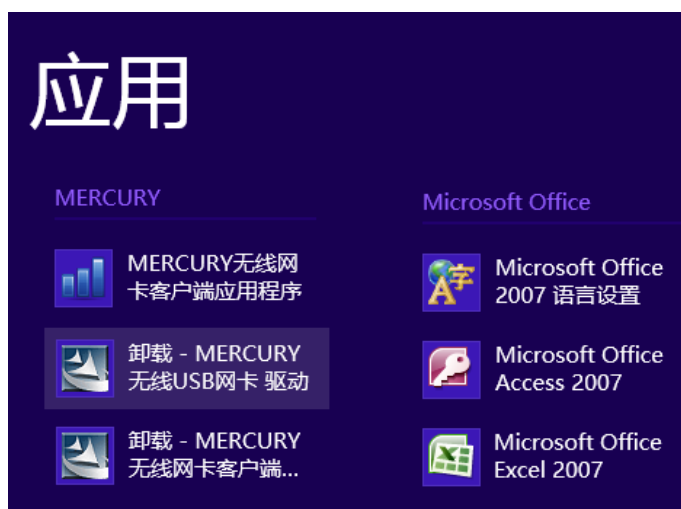 应用
MERCURY
MERCURY无线网
卡客户端应用程序
卸载 - MERCURY
无线USB网卡 驱动
卸载 - MERCURY
无线网卡客户端...
Microsoft Office
Microsoft Office
2007 语言设置
Microsoft Office
Access 2007
Microsoft Office
Excel 2007